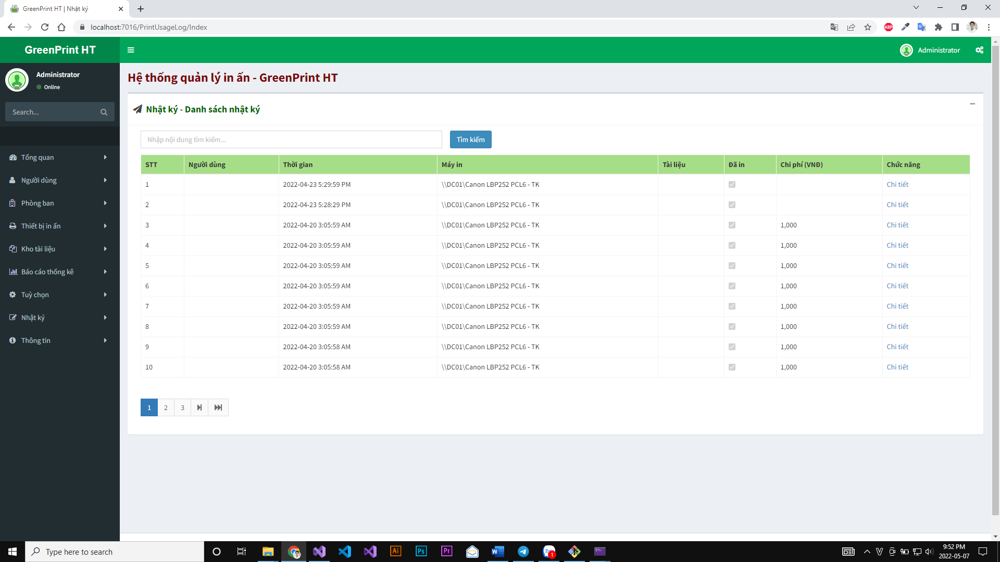 GreenPrint HT | Nhật ký
localhost:7016/PrintUsageLog/Index
ABP
GreenPrint HT
Administrator
Administrator
Online
Search...
Tổng quan
Người dùng
Phòng ban
Thiết bị in ấn
Kho tài liệu
Báo cáo thống kê
Tuỳ chọn
Nhật ký
Thông tin
Hệ thống quản lý in ấn - GreenPrint HT
Nhật ký - Danh sách nhật ký
Nhập nội dung tìm kiếm... Tìm kiếm
STT Người dùng Thời gian Máy in Tài liệu Đã in Chi phí (VNĐ) Chức năng
1 2022-04-23 5:29:59 PM \\DC01\Canon LBP252 PCL6 - TK Chi tiết
2 2022-04-23 5:28:29 PM \\DC01\Canon LBP252 PCL6 - TK Chi tiết
3 2022-04-20 3:05:59 AM \\DC01\Canon LBP252 PCL6 - TK 1,000 Chi tiết
4 2022-04-20 3:05:59 AM \\DC01\Canon LBP252 PCL6 - TK 1,000 Chi tiết
5 2022-04-20 3:05:59 AM \\DC01\Canon LBP252 PCL6 - TK 1,000 Chi tiết
6 2022-04-20 3:05:59 AM \\DC01\Canon LBP252 PCL6 - TK 1,000 Chi tiết
7 2022-04-20 3:05:59 AM \\DC01\Canon LBP252 PCL6 - TK 1,000 Chi tiết
8 2022-04-20 3:05:59 AM \\DC01\Canon LBP252 PCL6 - TK 1,000 Chi tiết
9 2022-04-20 3:05:58 AM \\DC01\Canon LBP252 PCL6 - TK 1,000 Chi tiết
10 2022-04-20 3:05:58 AM \\DC01\Canon LBP252 PCL6 - TK 1,000 Chi tiết
1 2 3
Type here to search
Ai Ps Pr
1
9:52 PM
2022-05-07